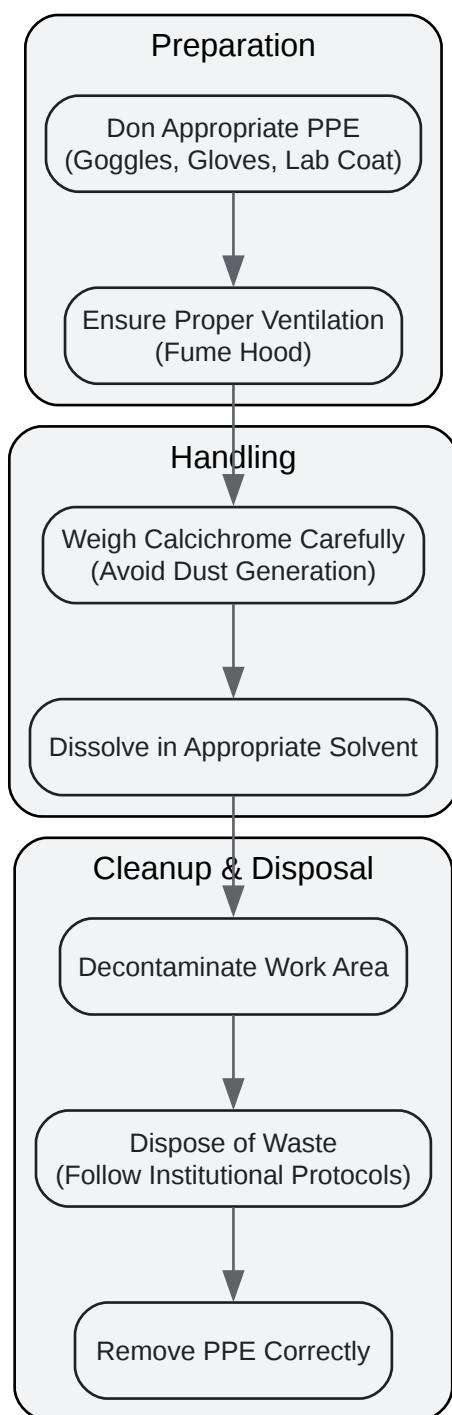 Preparation
Don Appropriate PPE
(Goggles, Gloves, Lab Coat)
Ensure Proper Ventilation
(Fume Hood)
Handling
Weigh Calcichrome Carefully
(Avoid Dust Generation)
Dissolve in Appropriate Solvent
Cleanup & Disposal
Decontaminate Work Area
Dispose of Waste
(Follow Institutional Protocols)
Remove PPE Correctly